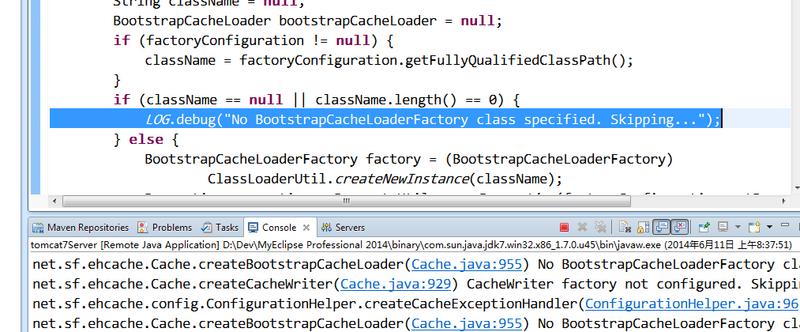 String className = null;
BootstrapCacheLoader bootstrapCacheLoader = null;
if (factoryConfiguration != null) {
className = factoryConfiguration.getFullyQualifiedClassPath();
}
if (className == null || className.length() == 0) {
LOG.debug("No BootstrapCacheLoaderFactory class specified. Skipping...");
} else {
BootstrapCacheLoaderFactory factory = (BootstrapCacheLoaderFactory)
ClassLoaderUtil.createNewInstance(className);
Maven Repositories Problems Tasks Console Servers
tomcat7Server [Remote Java Application] D:\Dev\MyEclipse Professional 2014\binary\com.sun.java.jdk7.win32.x86_1.7.0.u45\bin\javaw.exe (2014年6月11日 上午8:37:51)
net.sf.ehcache.Cache.createBootstrapCacheLoader(Cache.java:955) No BootstrapCacheLoaderFactory cla
net.sf.ehcache.Cache.createCacheWriter(Cache.java:929) CacheWriter factory not configured. Skippin
net.sf.ehcache.config.ConfigurationHelper.createCacheExceptionHandler(ConfigurationHelper.java:96
net.sf.ehcache.Cache.createBootstrapCacheLoader(Cache.java:955) No BootstrapCacheLoaderFactory cla